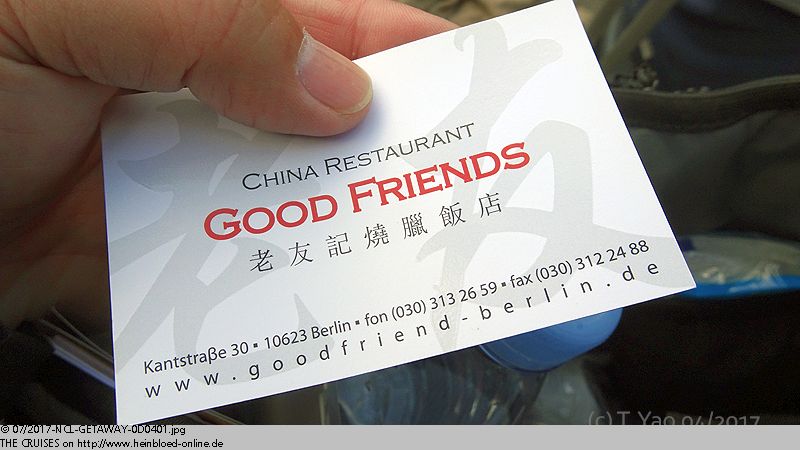 CHINA RESTAURANT
GOOD FRIENDS
老友記燒臘飯店
Kantstraße 30 ▪ 10623 Berlin ▪ fon (030) 313 26 59 ▪ fax (030) 312 24 88
www.goodfriend-berlin.de
(c) T. Yao 04/2017
© 07/2017-NCL-GETAWAY-0D0401.jpg
THE CRUISES on http://www.heinbloed-online.de